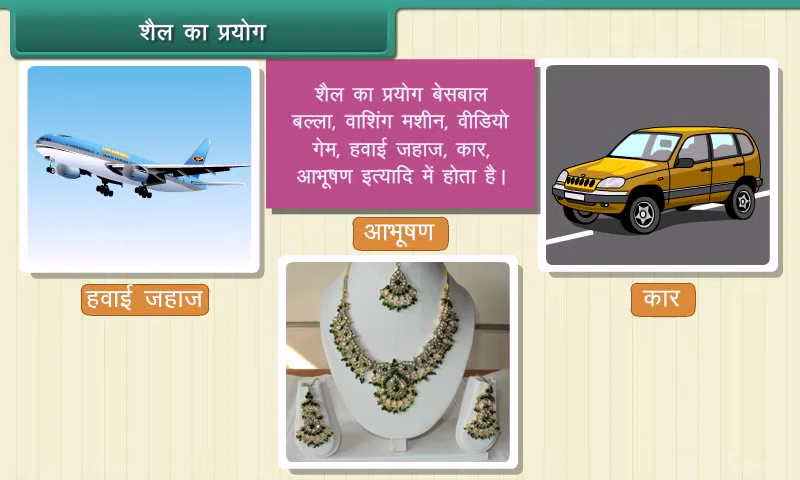 शैल का प्रयोग
शैल का प्रयोग बेसबाल
बल्ला, वाशिंग मशीन, वीडियो
गेम, हवाई जहाज, कार,
आभूषण इत्यादि में होता है।
आभूषण
हवाई जहाज
कार